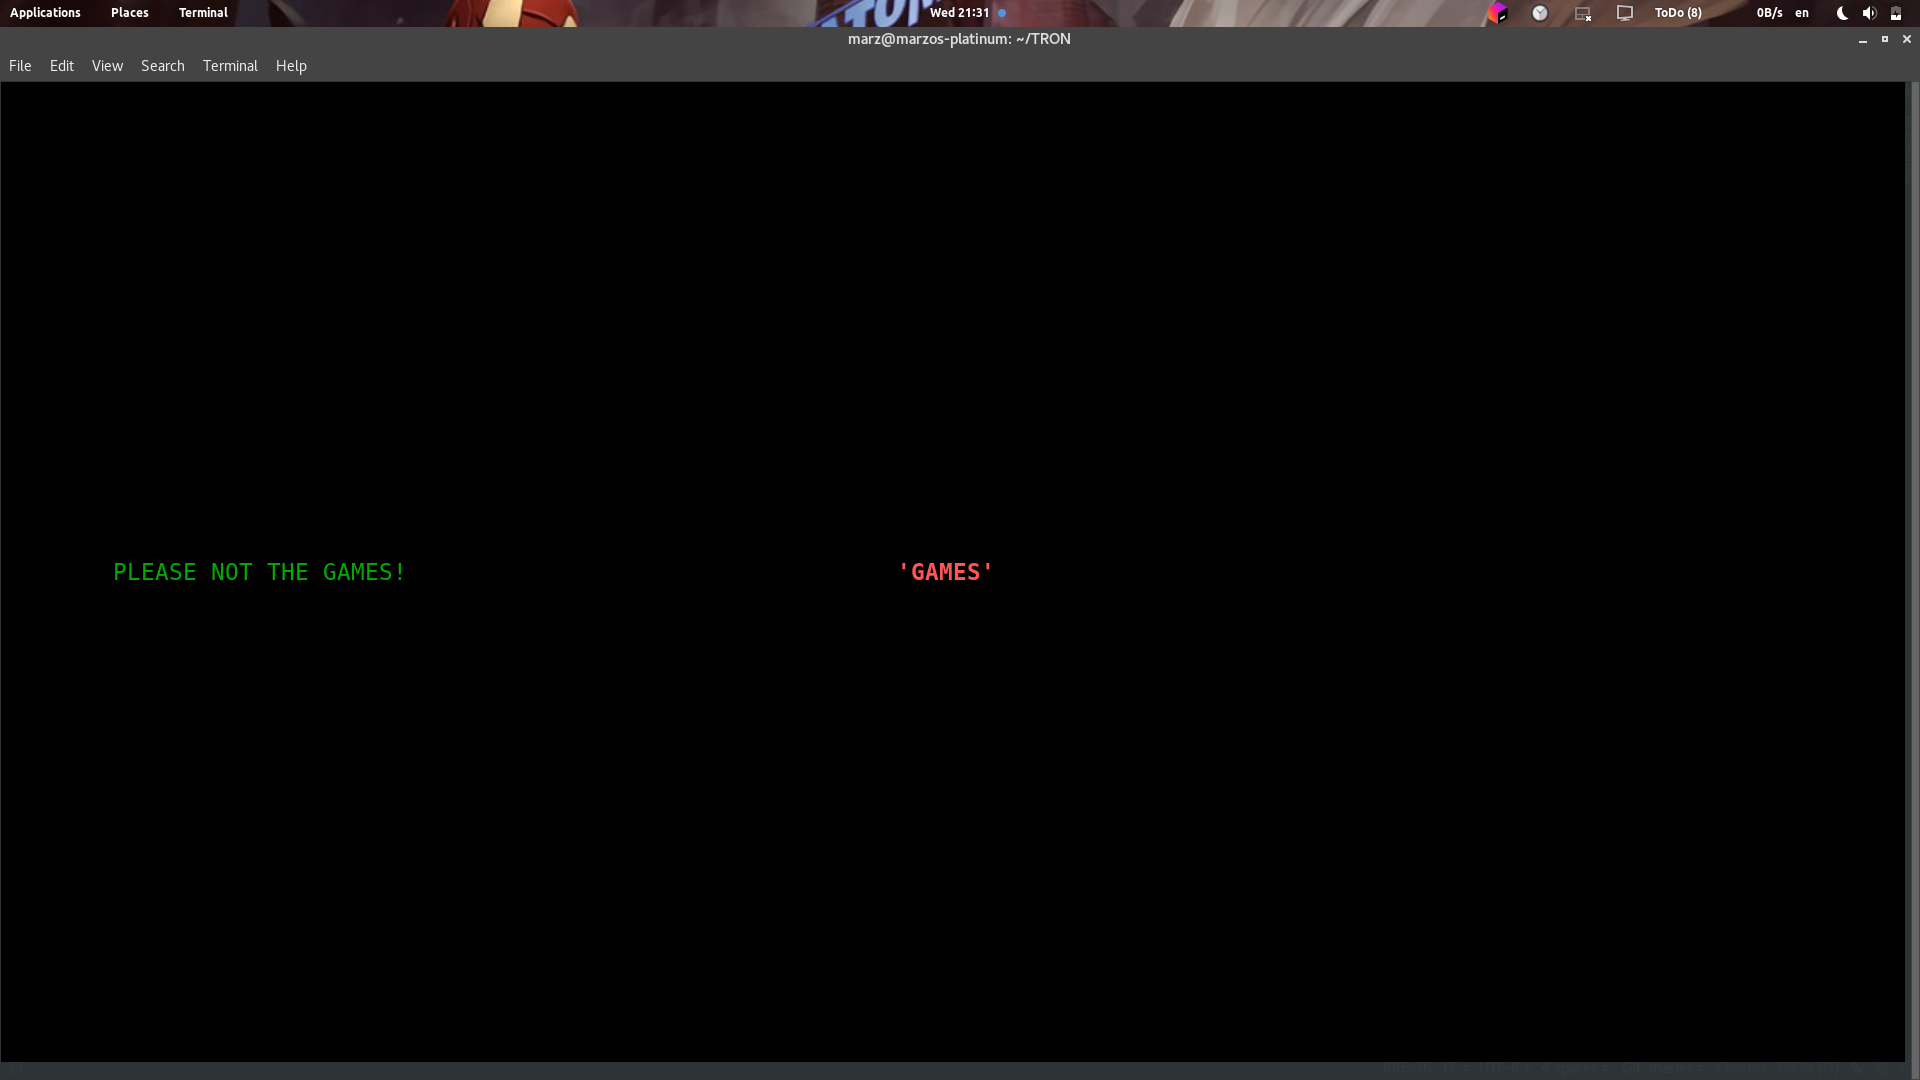 Applications Places Terminal Wed 21:31 ToDo (8) 0B/s en
marz@marzos-platinum: ~/TRON
File Edit View Search Terminal Help
PLEASE NOT THE GAMES! 'GAMES'